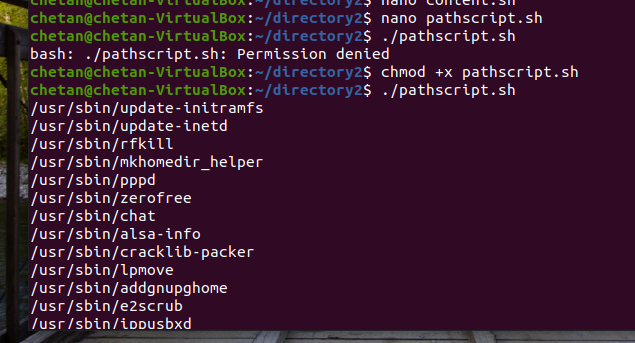 chetan@chetan-VirtualBox:~/directory2$ nano content.sh
chetan@chetan-VirtualBox:~/directory2$ nano pathscript.sh
chetan@chetan-VirtualBox:~/directory2$ ./pathscript.sh
bash: ./pathscript.sh: Permission denied
chetan@chetan-VirtualBox:~/directory2$ chmod +x pathscript.sh
chetan@chetan-VirtualBox:~/directory2$ ./pathscript.sh
/usr/sbin/update-initramfs
/usr/sbin/update-inetd
/usr/sbin/rfkill
/usr/sbin/mkhomedir_helper
/usr/sbin/pppd
/usr/sbin/zerofree
/usr/sbin/chat
/usr/sbin/alsa-info
/usr/sbin/cracklib-packer
/usr/sbin/lpmove
/usr/sbin/addgnupghome
/usr/sbin/e2scrub
/usr/sbin/ippusbxd